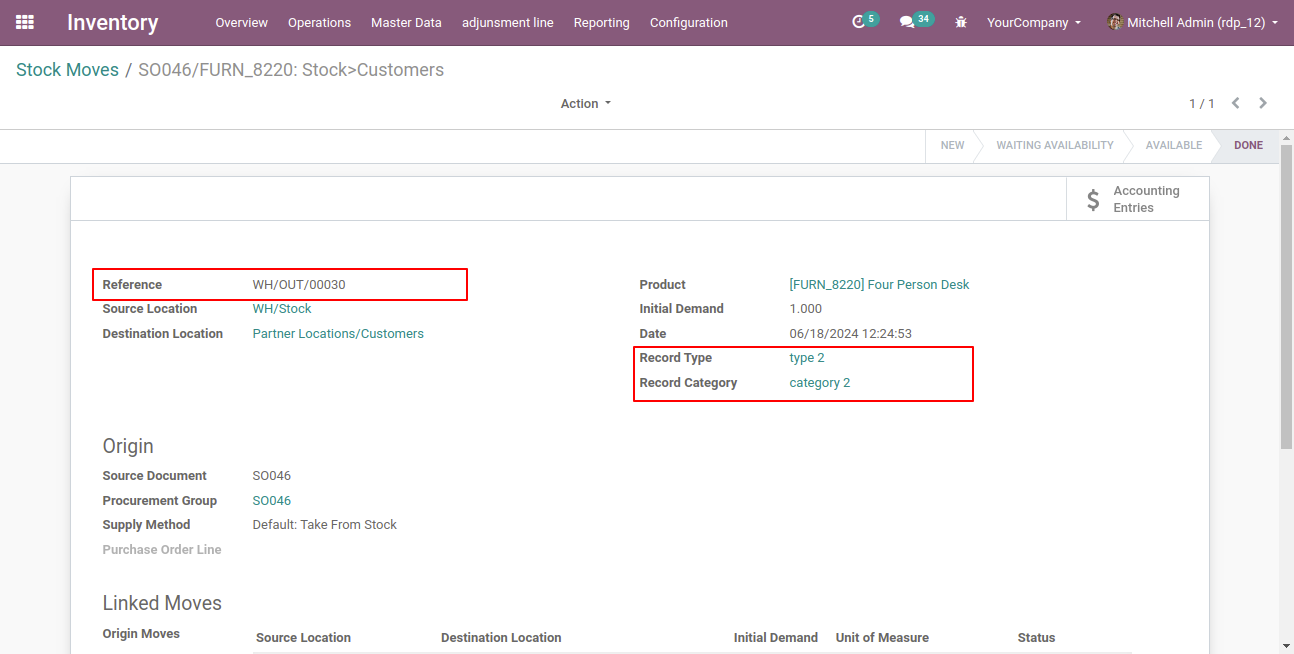 Inventory Overview Operations Master Data adjunsment line Reporting Configuration 5 34 YourCompany Mitchell Admin (rdp_12)
Stock Moves / SO046/FURN_8220: Stock>Customers
Action 1 / 1
NEW WAITING AVAILABILITY AVAILABLE DONE
$ Accounting
Entries
Reference WH/OUT/00030
Source Location WH/Stock
Destination Location Partner Locations/Customers
Product [FURN_8220] Four Person Desk
Initial Demand 1.000
Date 06/18/2024 12:24:53
Record Type type 2
Record Category category 2
Origin
Source Document SO046
Procurement Group SO046
Supply Method Default: Take From Stock
Purchase Order Line
Linked Moves
Origin Moves Source Location Destination Location Initial Demand Unit of Measure Status